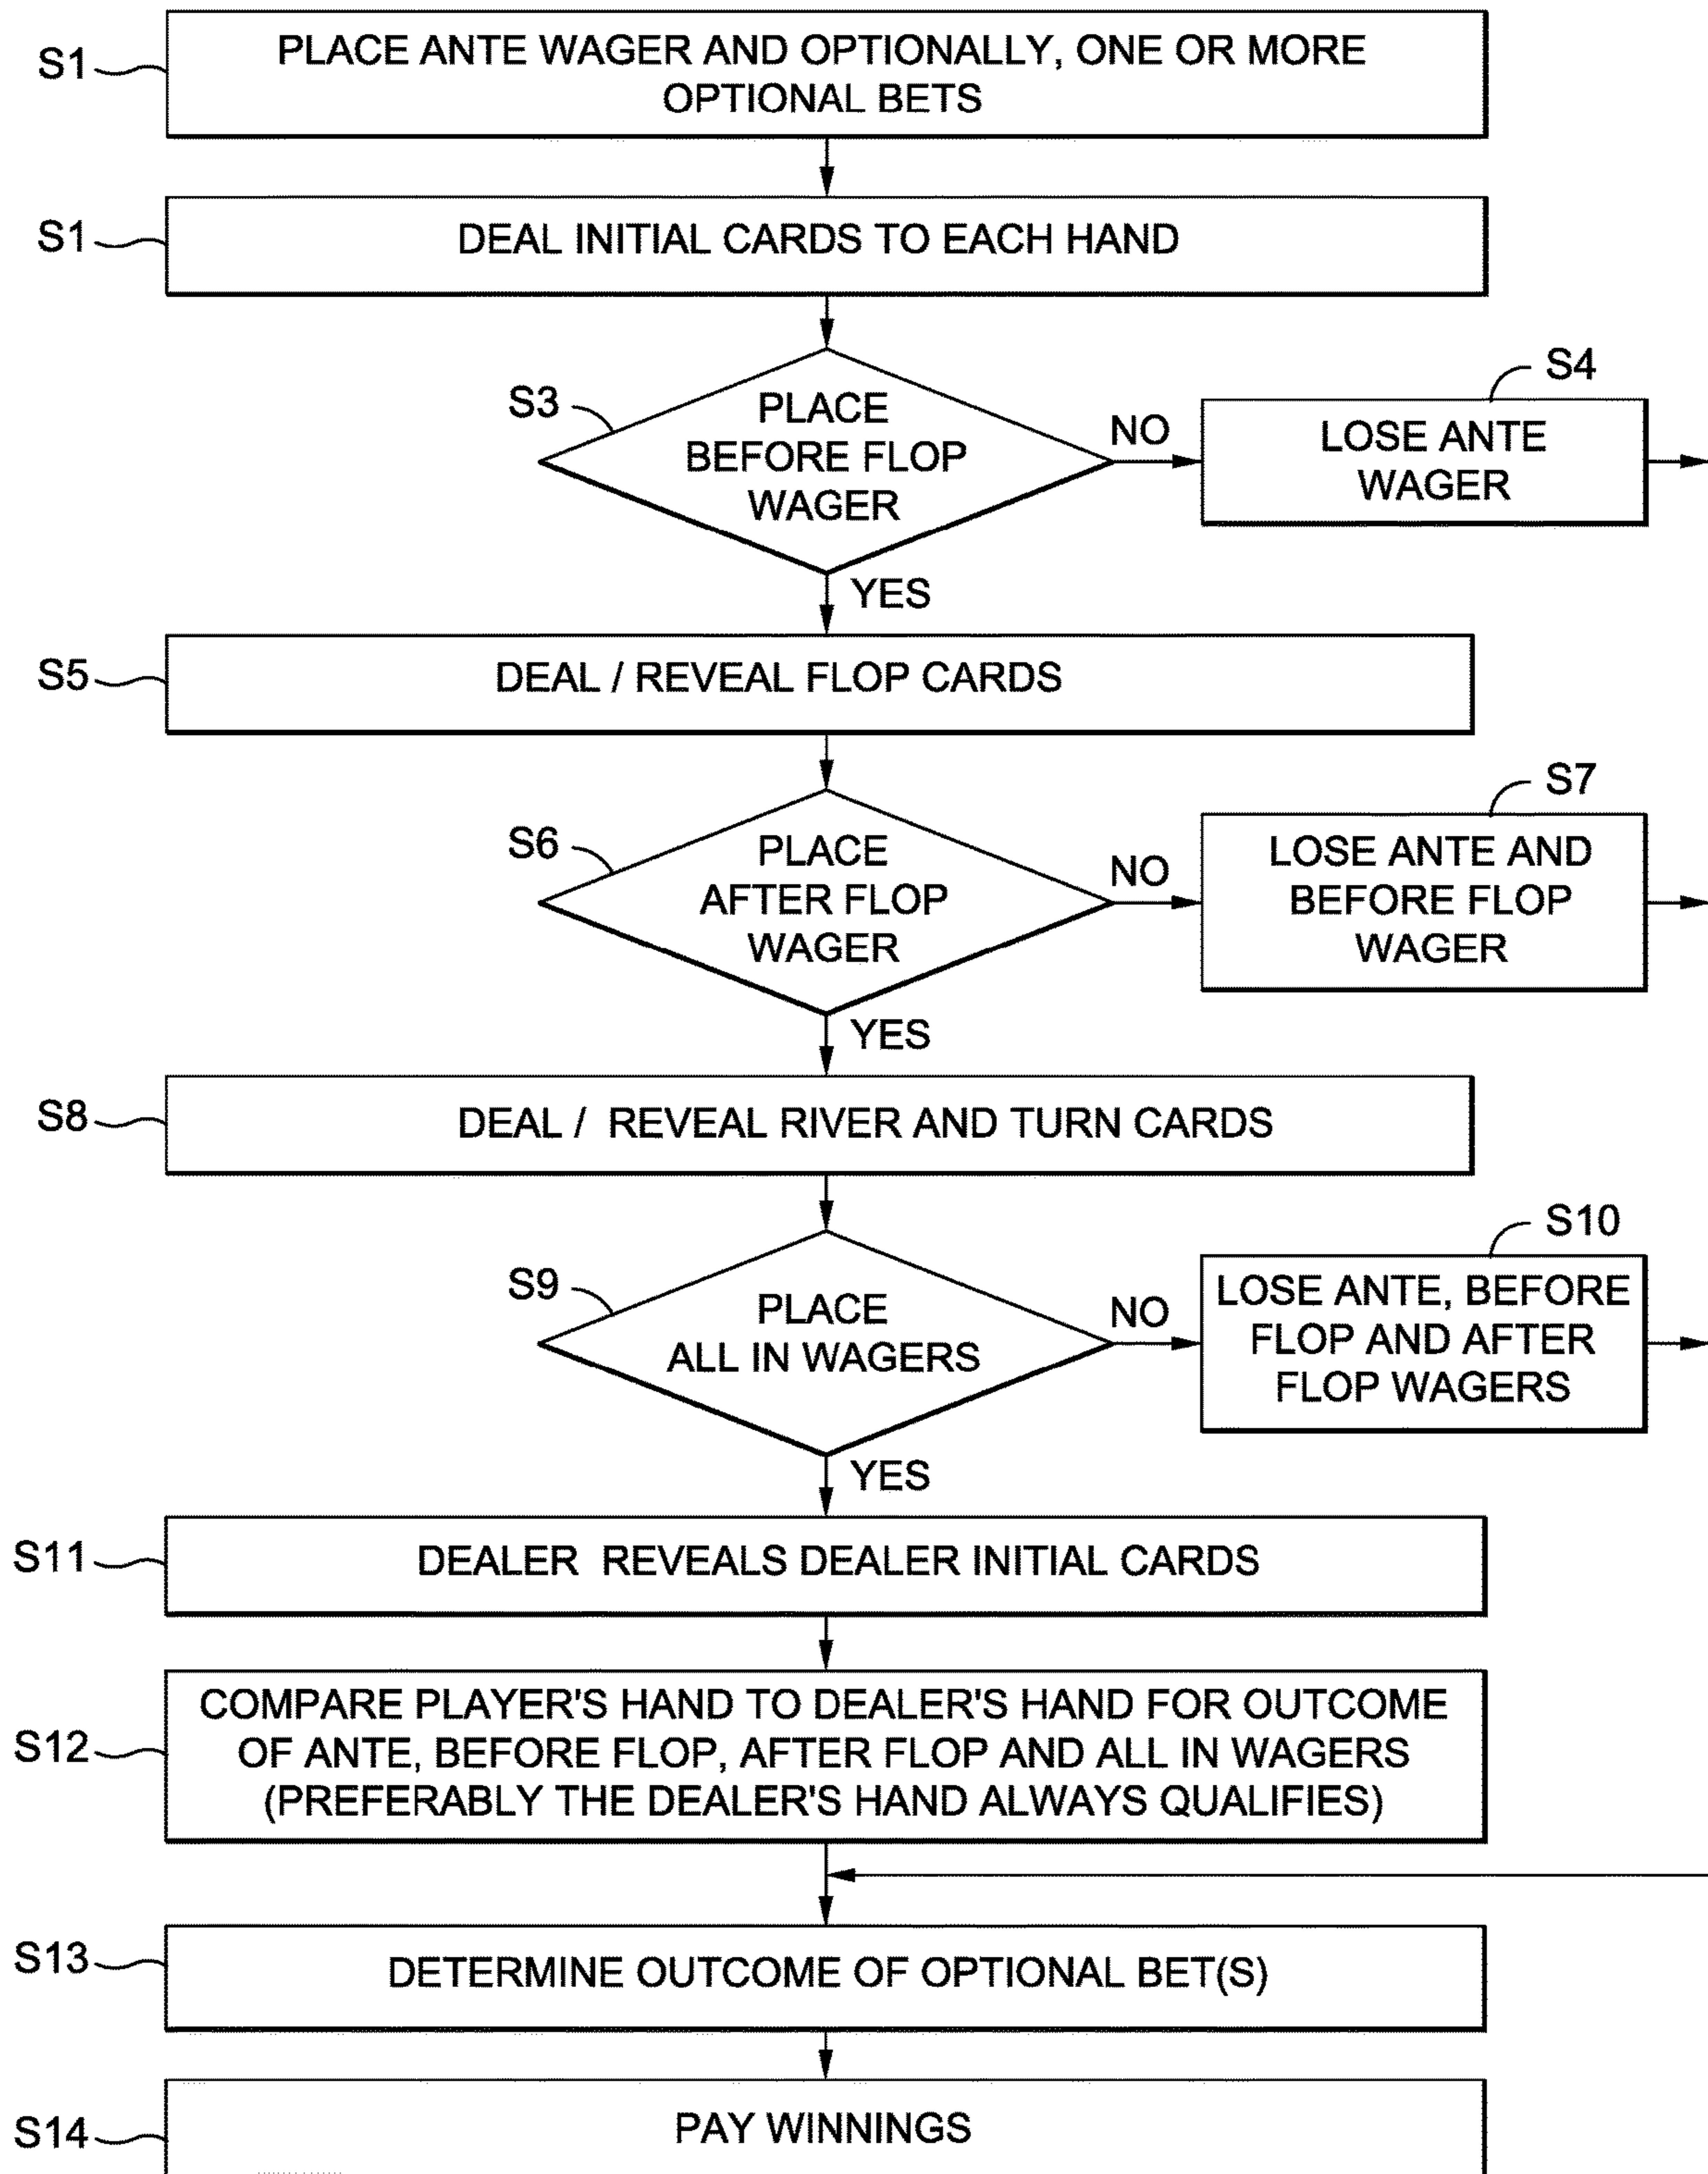 S1
PLACE ANTE WAGER AND OPTIONALLY, ONE OR MORE
OPTIONAL BETS
S1
DEAL INITIAL CARDS TO EACH HAND
S3
PLACE
BEFORE FLOP
WAGER
NO
S4
LOSE ANTE
WAGER
YES
S5
DEAL / REVEAL FLOP CARDS
S6
PLACE
AFTER FLOP
WAGER
NO
S7
LOSE ANTE AND
BEFORE FLOP
WAGER
YES
S8
DEAL / REVEAL RIVER AND TURN CARDS
S9
PLACE
ALL IN WAGERS
NO
S10
LOSE ANTE, BEFORE
FLOP AND AFTER
FLOP WAGERS
YES
S11
DEALER REVEALS DEALER INITIAL CARDS
S12
COMPARE PLAYER'S HAND TO DEALER'S HAND FOR OUTCOME
OF ANTE, BEFORE FLOP, AFTER FLOP AND ALL IN WAGERS
(PREFERABLY THE DEALER'S HAND ALWAYS QUALIFIES)
S13
DETERMINE OUTCOME OF OPTIONAL BET(S)
S14
PAY WINNINGS